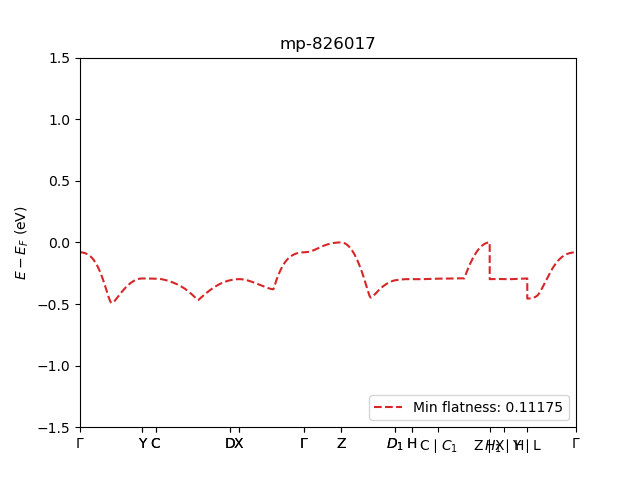 mp-826017
E − E_F (eV)
1.5
1.0
0.5
0.0
−0.5
−1.0
−1.5
Min flatness: 0.11175
Γ Y C D X Γ Z D_1 H C | C_1 Z | H_1 X | Y H | L Γ